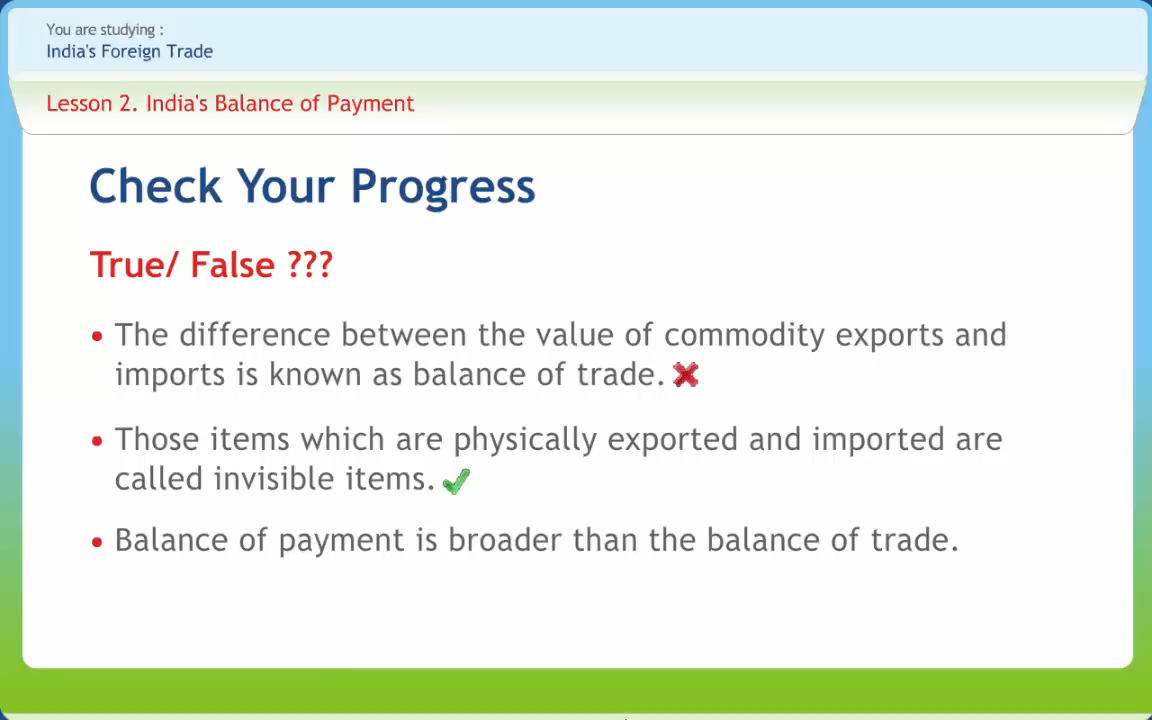 You are studying :
India's Foreign Trade
Lesson 2. India's Balance of Payment
Check Your Progress
True/ False ???
• The difference between the value of commodity exports and
imports is known as balance of trade.
• Those items which are physically exported and imported are
called invisible items.
• Balance of payment is broader than the balance of trade.